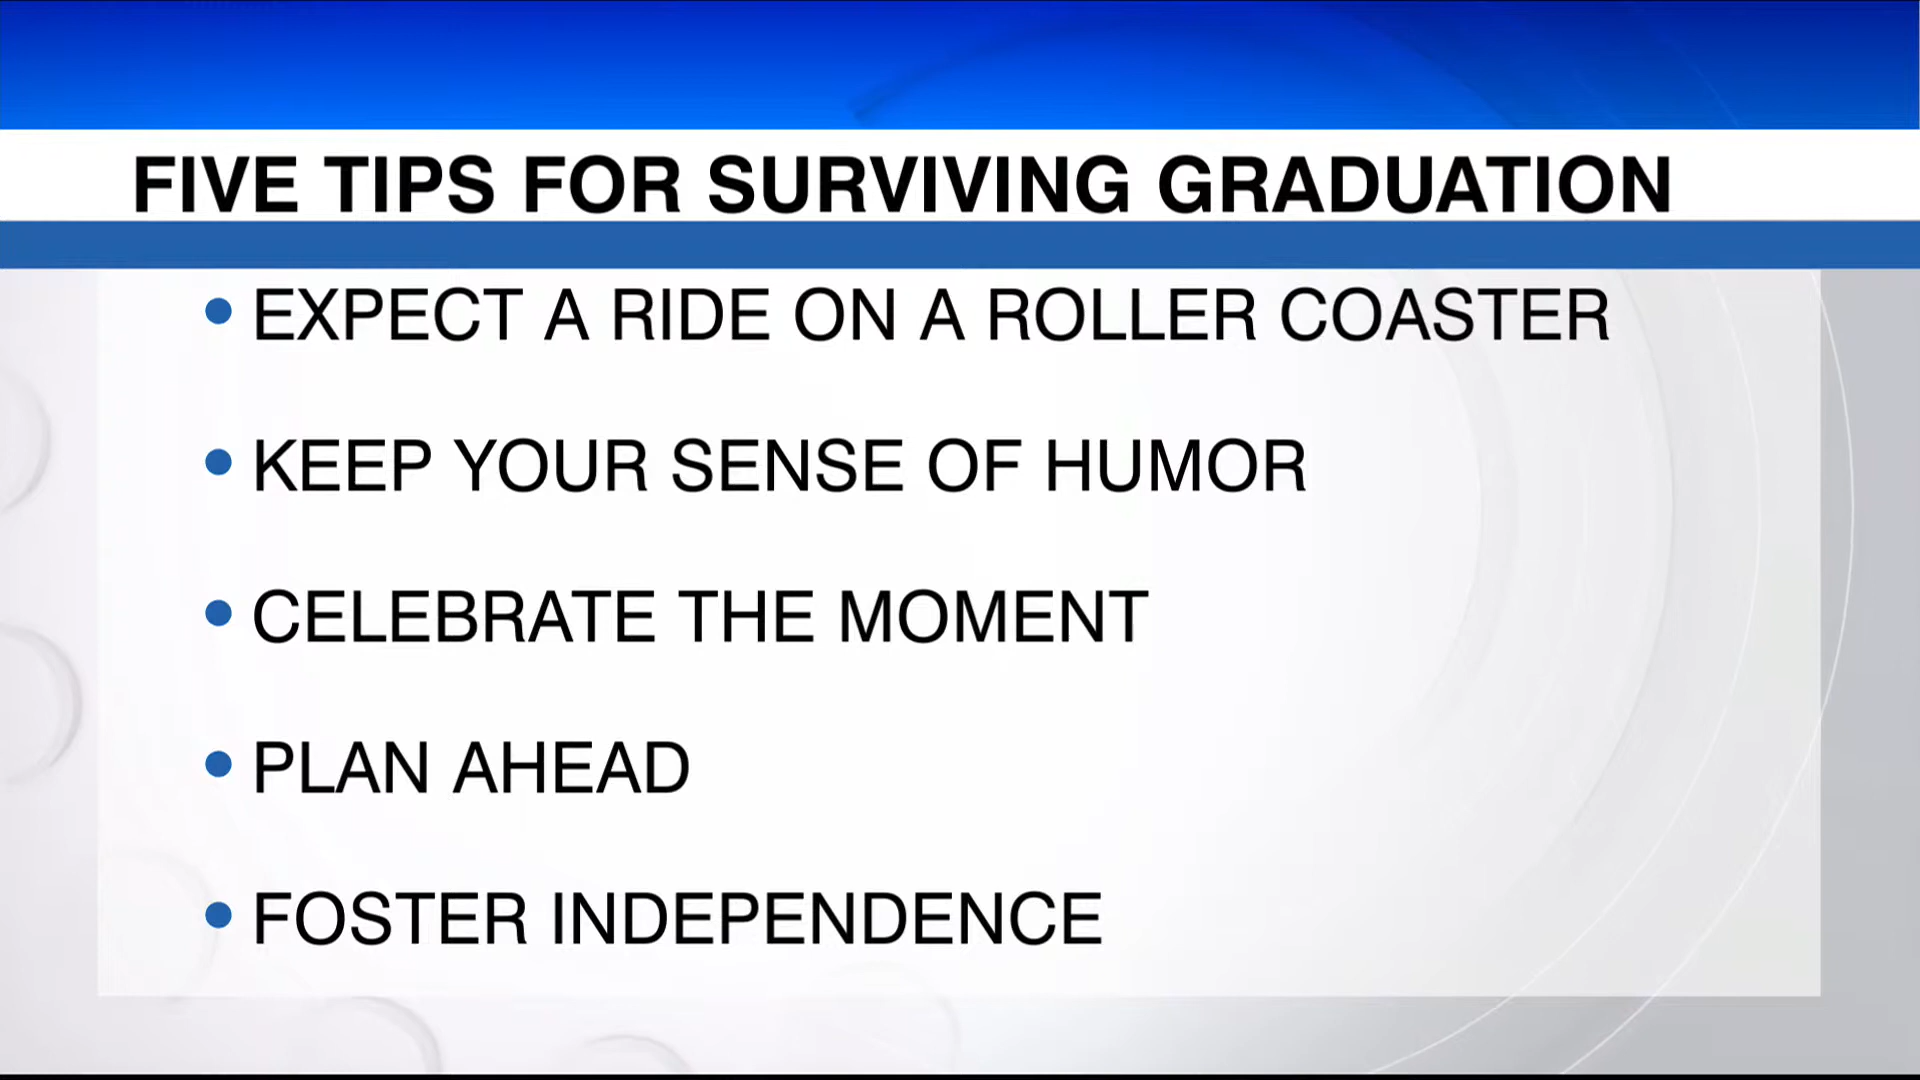 FIVE TIPS FOR SURVIVING GRADUATION
• EXPECT A RIDE ON A ROLLER COASTER
• KEEP YOUR SENSE OF HUMOR
• CELEBRATE THE MOMENT
• PLAN AHEAD
• FOSTER INDEPENDENCE